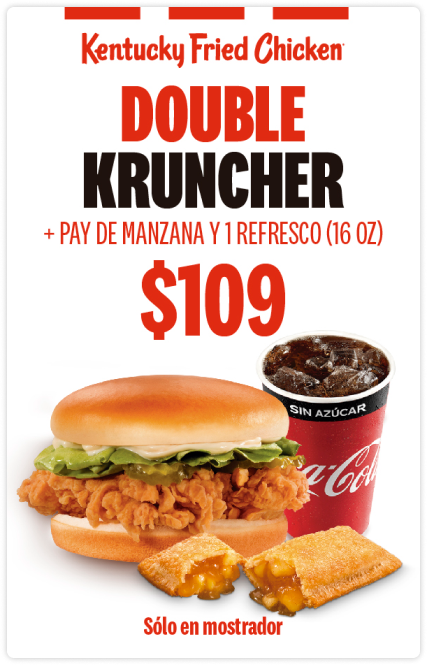 Kentucky Fried Chicken
DOUBLE
KRUNCHER
+ PAY DE MANZANA Y 1 REFRESCO (16 OZ)
$109
SIN AZÚCAR
a-Col
Sólo en mostrador